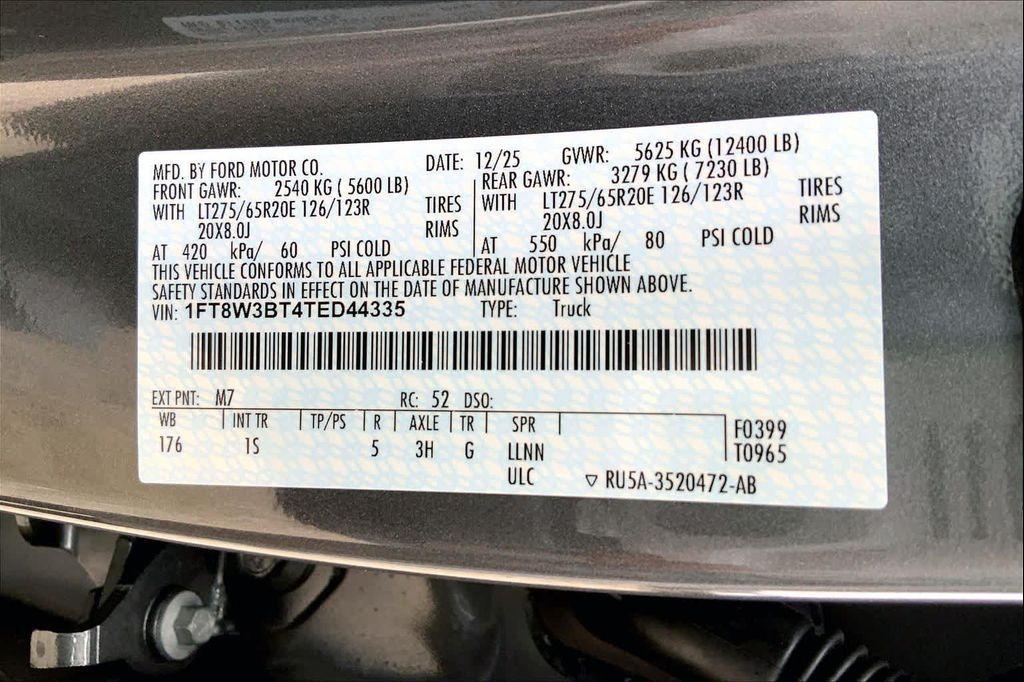 MFD. BY FORD MOTOR CO. DATE: 12/25 GVWR: 5625 KG (12400 LB)
FRONT GAWR: 2540 KG ( 5600 LB) REAR GAWR: 3279 KG ( 7230 LB)
WITH LT275/65R20E 126/123R TIRES WITH LT275/65R20E 126/123R TIRES
20X8.0J RIMS 20X8.0J RIMS
AT 420 kPa/ 60 PSI COLD AT 550 kPa/ 80 PSI COLD
THIS VEHICLE CONFORMS TO ALL APPLICABLE FEDERAL MOTOR VEHICLE
SAFETY STANDARDS IN EFFECT ON THE DATE OF MANUFACTURE SHOWN ABOVE.
VIN: 1FT8W3BT4TED44335 TYPE: Truck
EXT PNT: M7 RC: 52 DSO:
WB INT TR TP/PS R AXLE TR SPR F0399
176 1S 5 3H G LLNN T0965
ULC ▽ RU5A-3520472-AB